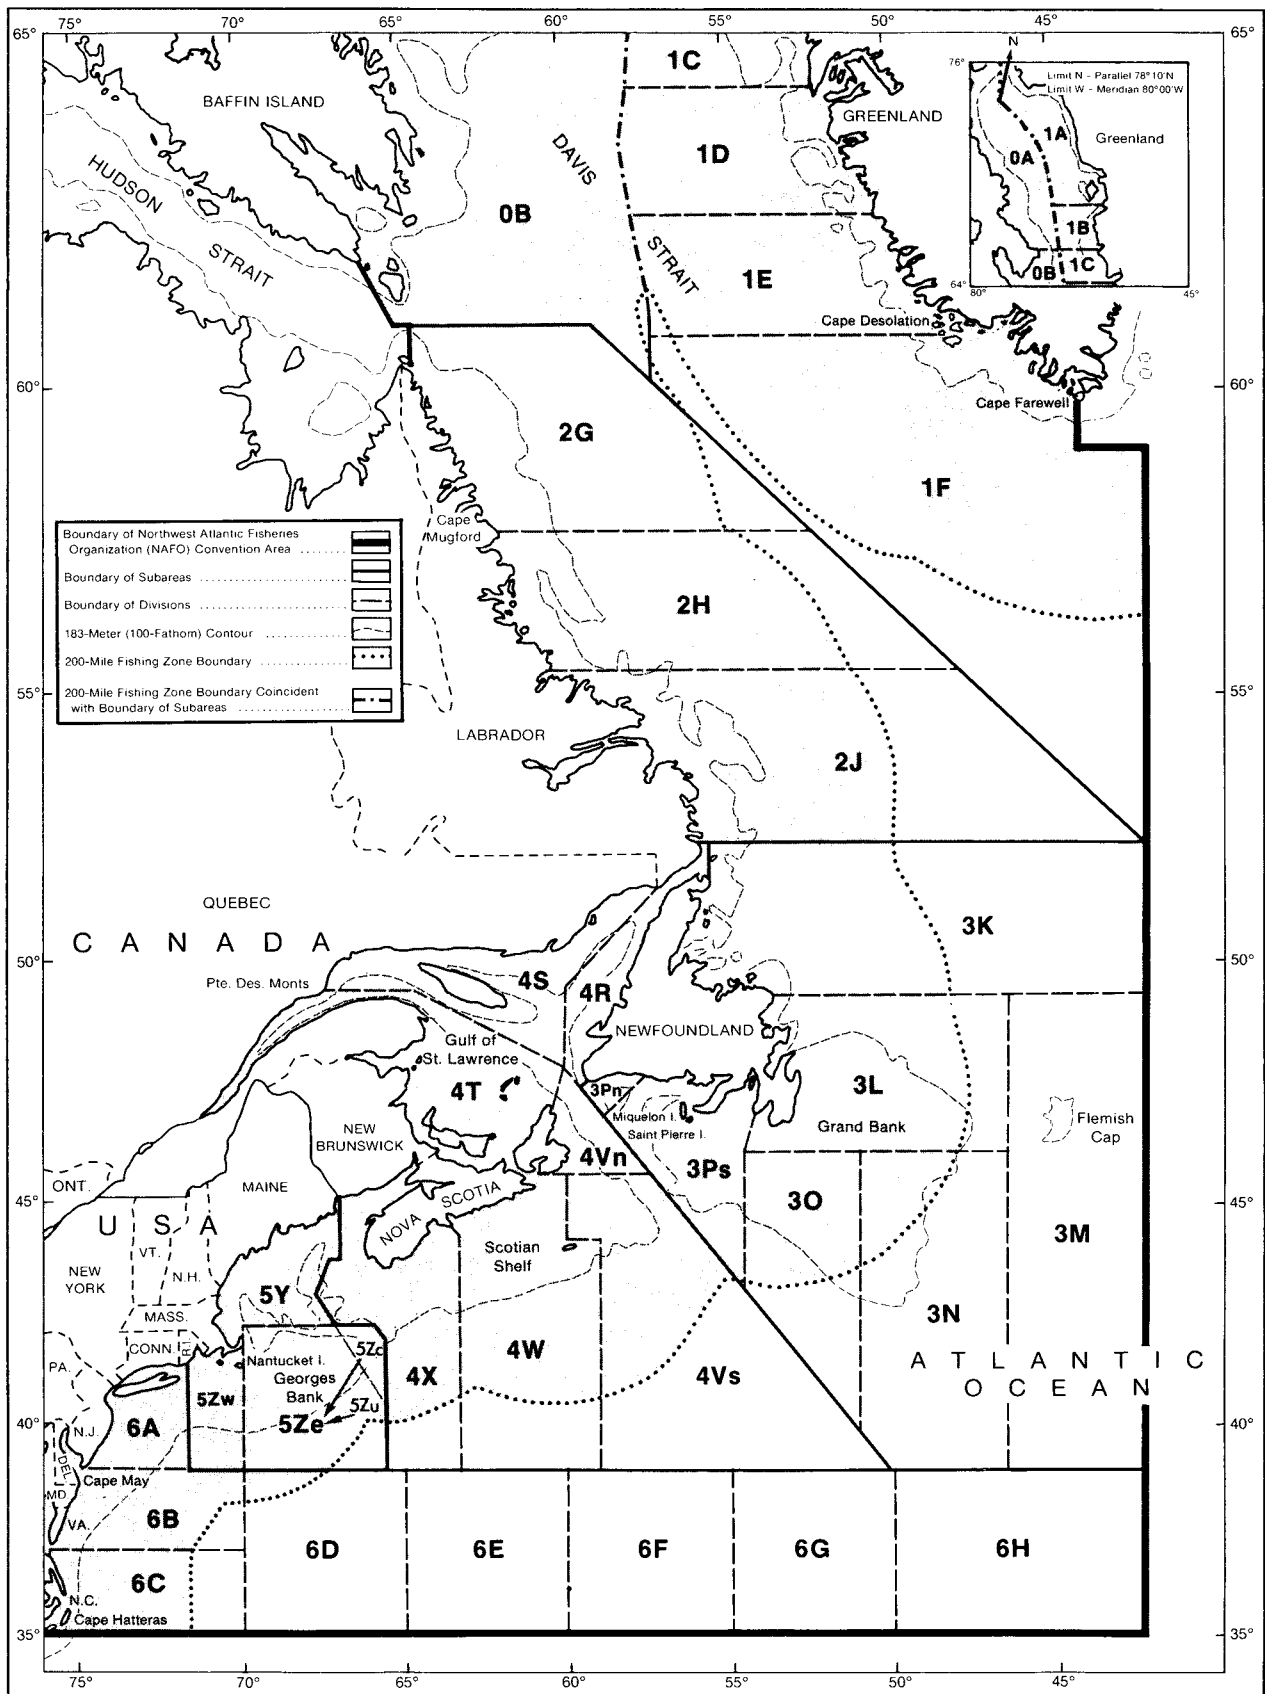 75°
70°
65°
60°
55°
50°
45°
65°
65°
1C
N
76°
Limit N - Parallel 78°10'N
Limit W - Meridian 80°00'W
1A
Greenland
0A
1B
0B
1C
64°
80°
45°
BAFFIN ISLAND
GREENLAND
HUDSON
STRAIT
DAVIS
STRAIT
1D
0B
1E
Cape Desolation
60°
60°
Cape Farewell
2G
1F
Cape
Mugford
Boundary of Northwest Atlantic Fisheries
Organization (NAFO) Convention Area ........
Boundary of Subareas
Boundary of Divisions
183-Meter (100-Fathom) Contour
200-Mile Fishing Zone Boundary
200-Mile Fishing Zone Boundary Coincident
with Boundary of Subareas
2H
55°
55°
LABRADOR
2J
QUEBEC
CANADA
3K
50°
50°
Pte. Des. Monts
4S
4R
NEWFOUNDLAND
Gulf of
St. Lawrence
4T
3Pn
3L
Miquelon I.
Saint Pierre I.
Grand Bank
Flemish
Cap
NEW
BRUNSWICK
4Vn
3Ps
ONT.
MAINE
NOVA
SCOTIA
3O
45°
45°
USA
3M
VT.
N.H.
NEW
YORK
Scotian
Shelf
5Y
MASS.
3N
CONN.
R.I.
PA.
Nantucket I.
Georges
Bank
5Zc
4W
ATLANTIC
OCEAN
5Zw
4X
4Vs
5Zu
5Ze
6A
N.J.
40°
40°
DEL.
Cape May
MD.
VA.
6B
6D
6E
6F
6G
6H
6C
N.C.
Cape Hatteras
35°
35°
75°
70°
65°
60°
55°
50°
45°